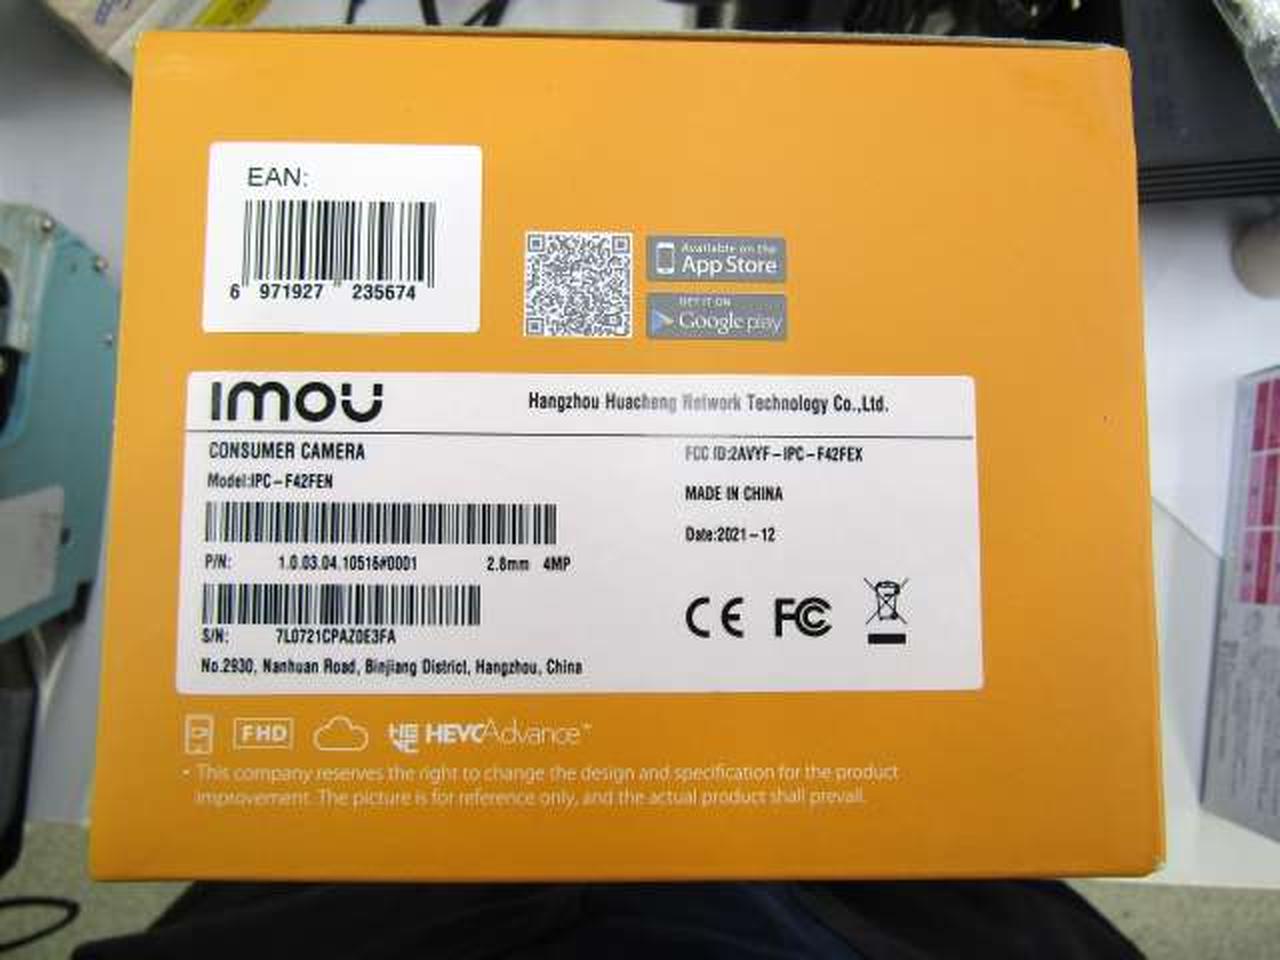 EAN:
6 971927 235674
Available on the
App Store
GET IT ON
Google play
imou
Hangzhou Huacheng Network Technology Co.,Ltd.
CONSUMER CAMERA
FCC ID:2AVYF-IPC-F42FEX
Model:IPC-F42FEN
MADE IN CHINA
Date:2021-12
P/N: 1.0.03.04.10516#0001 2.8mm 4MP
S/N: 7L0721CPAZ0E3FA
CE FC
No.2930, Nanhuan Road, Binjiang District, Hangzhou, China
FHD HEVC Advance™
• This company reserves the right to change the design and specification for the product
improvement. The picture is for reference only, and the actual product shall prevail.